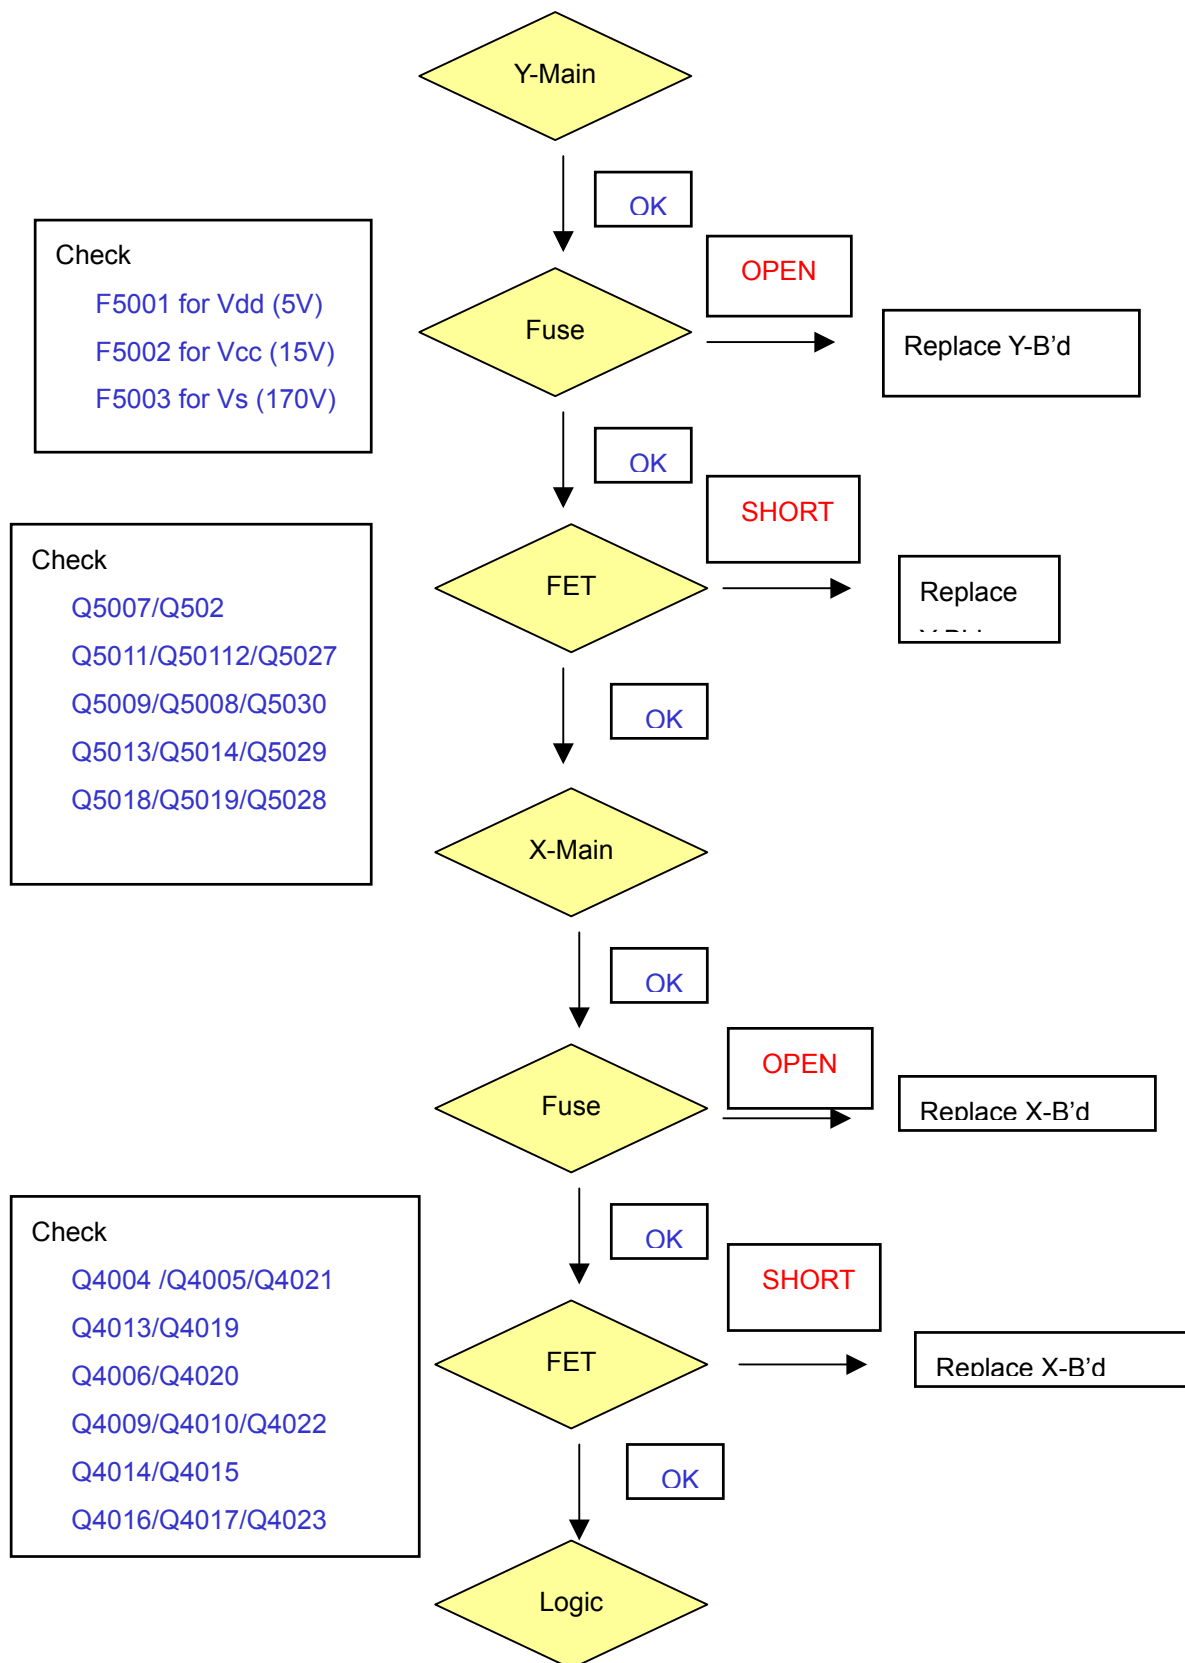 Y-Main
OK
Check
F5001 for Vdd (5V)
F5002 for Vcc (15V)
F5003 for Vs (170V)
Fuse
OPEN
Replace Y-B’d
OK
Check
Q5007/Q502
Q5011/Q50112/Q5027
Q5009/Q5008/Q5030
Q5013/Q5014/Q5029
Q5018/Q5019/Q5028
FET
SHORT
Replace
OK
X-Main
OK
Fuse
OPEN
Replace X-B’d
OK
Check
Q4004 /Q4005/Q4021
Q4013/Q4019
Q4006/Q4020
Q4009/Q4010/Q4022
Q4014/Q4015
Q4016/Q4017/Q4023
FET
SHORT
Replace X-B’d
OK
Logic